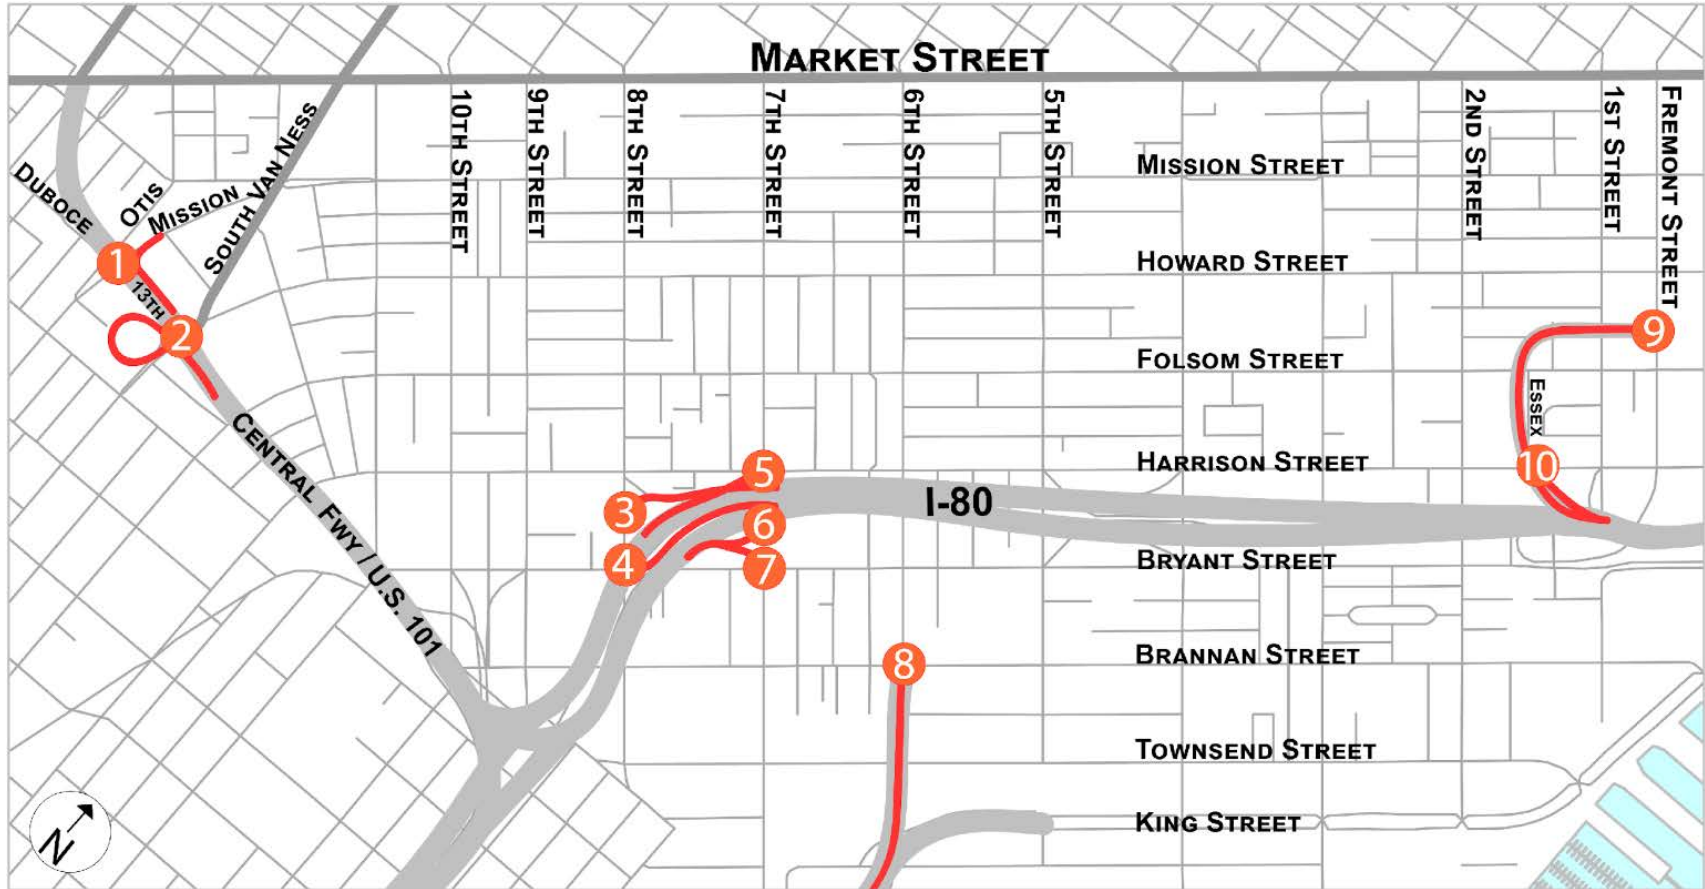 MARKET STREET
10TH STREET
9TH STREET
8TH STREET
7TH STREET
6TH STREET
5TH STREET
2ND STREET
1ST STREET
FREMONT STREET
DUBOCE
OTIS
MISSION
SOUTH VAN NESS
MISSION STREET
1
13TH
2
HOWARD STREET
9
FOLSOM STREET
ESSEX
CENTRAL FWY / U.S. 101
HARRISON STREET
10
5
3
I-80
6
4
7
BRYANT STREET
8
BRANNAN STREET
TOWNSEND STREET
KING STREET
N